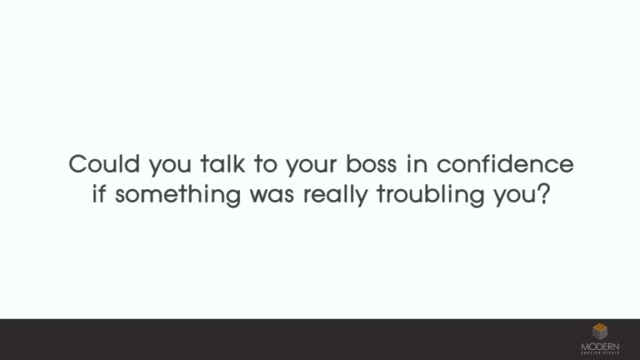 Could you talk to your boss in confidence
if something was really troubling you?
MODERN